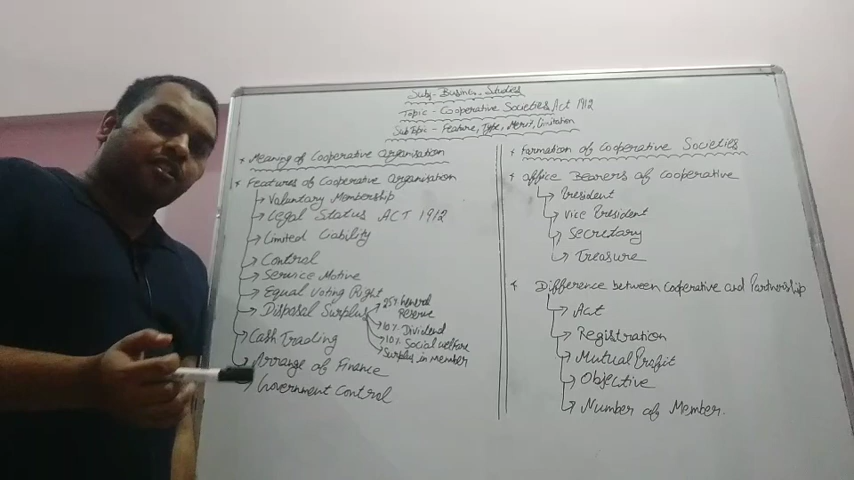 Sub:- Busin. Studies
Topic - Cooperative Societies Act 1912
Sub Topic - Feature, Type, Merit, Limitation
* Meaning of Cooperative Organisation
* Features of Cooperative Organisation
→ Voluntary Membership
→ Legal Status ACT 1912
→ Limited Liability
→ Control
→ Service Motive
→ Equal Voting Right
→ Disposal Surplus
→ 25% General Reserve
→ 10% Dividend
→ 10% Social welfare
→ Surplus in member
→ Cash Trading
→ Arrange of Finance
→ Government Control
* Formation of Cooperative Societies
* Office Bearers of Cooperative
→ President
→ Vice President
→ Secretary
→ Treasure
* Difference between Cooperative and Partnership
→ Act
→ Registration
→ Mutual Profit
→ Objective
→ Number of Member.